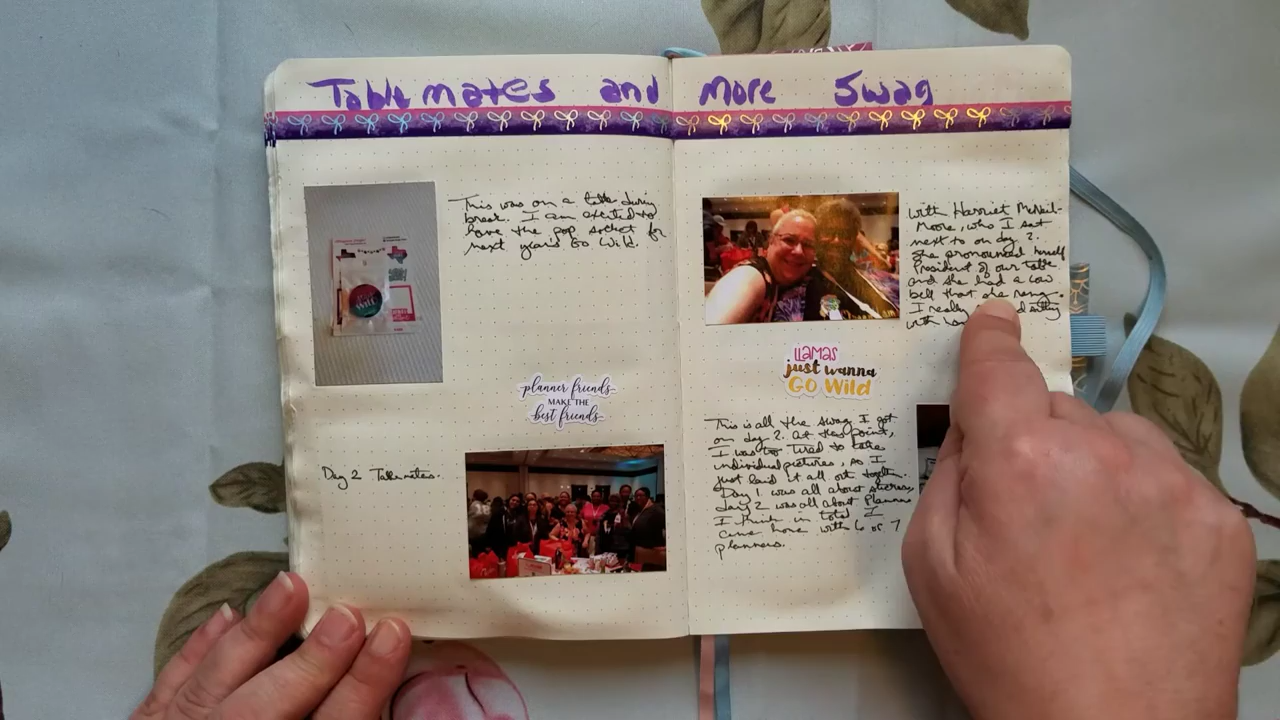 Tablemates and More Swag
This was on a table during
break. I am excited to
have the pop socket for
next year's Go Wild.
planner friends
MAKE THE
best friends
Day 2 Tablemates.
with Harriet McNeil-
Moore, who I sat
next to on day 2.
She pronounced herself
President of our table
and she had a cow
bell that she rang.
I really sitting
with
llamas
just wanna
GO Wild
This is all the swag I got
on day 2. At this point,
I was too tired to take
individual pictures, so I
just laid it all out together.
Day 1 was all about stickers,
day 2 was all about planners
I think in total I
came home with 6 or 7
planners.